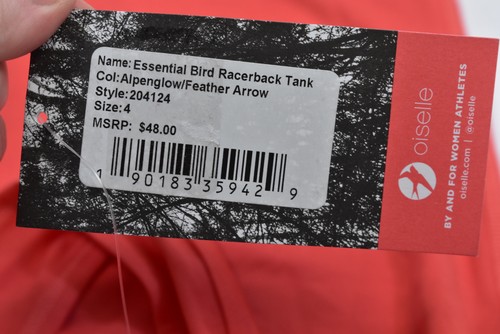 Name: Essential Bird Racerback Tank
Col:Alpenglow/Feather Arrow
Style:204124
Size:4
MSRP: $48.00
1 90183 35942 9
oiselle
BY AND FOR WOMEN ATHLETES
oiselle.com | @oiselle